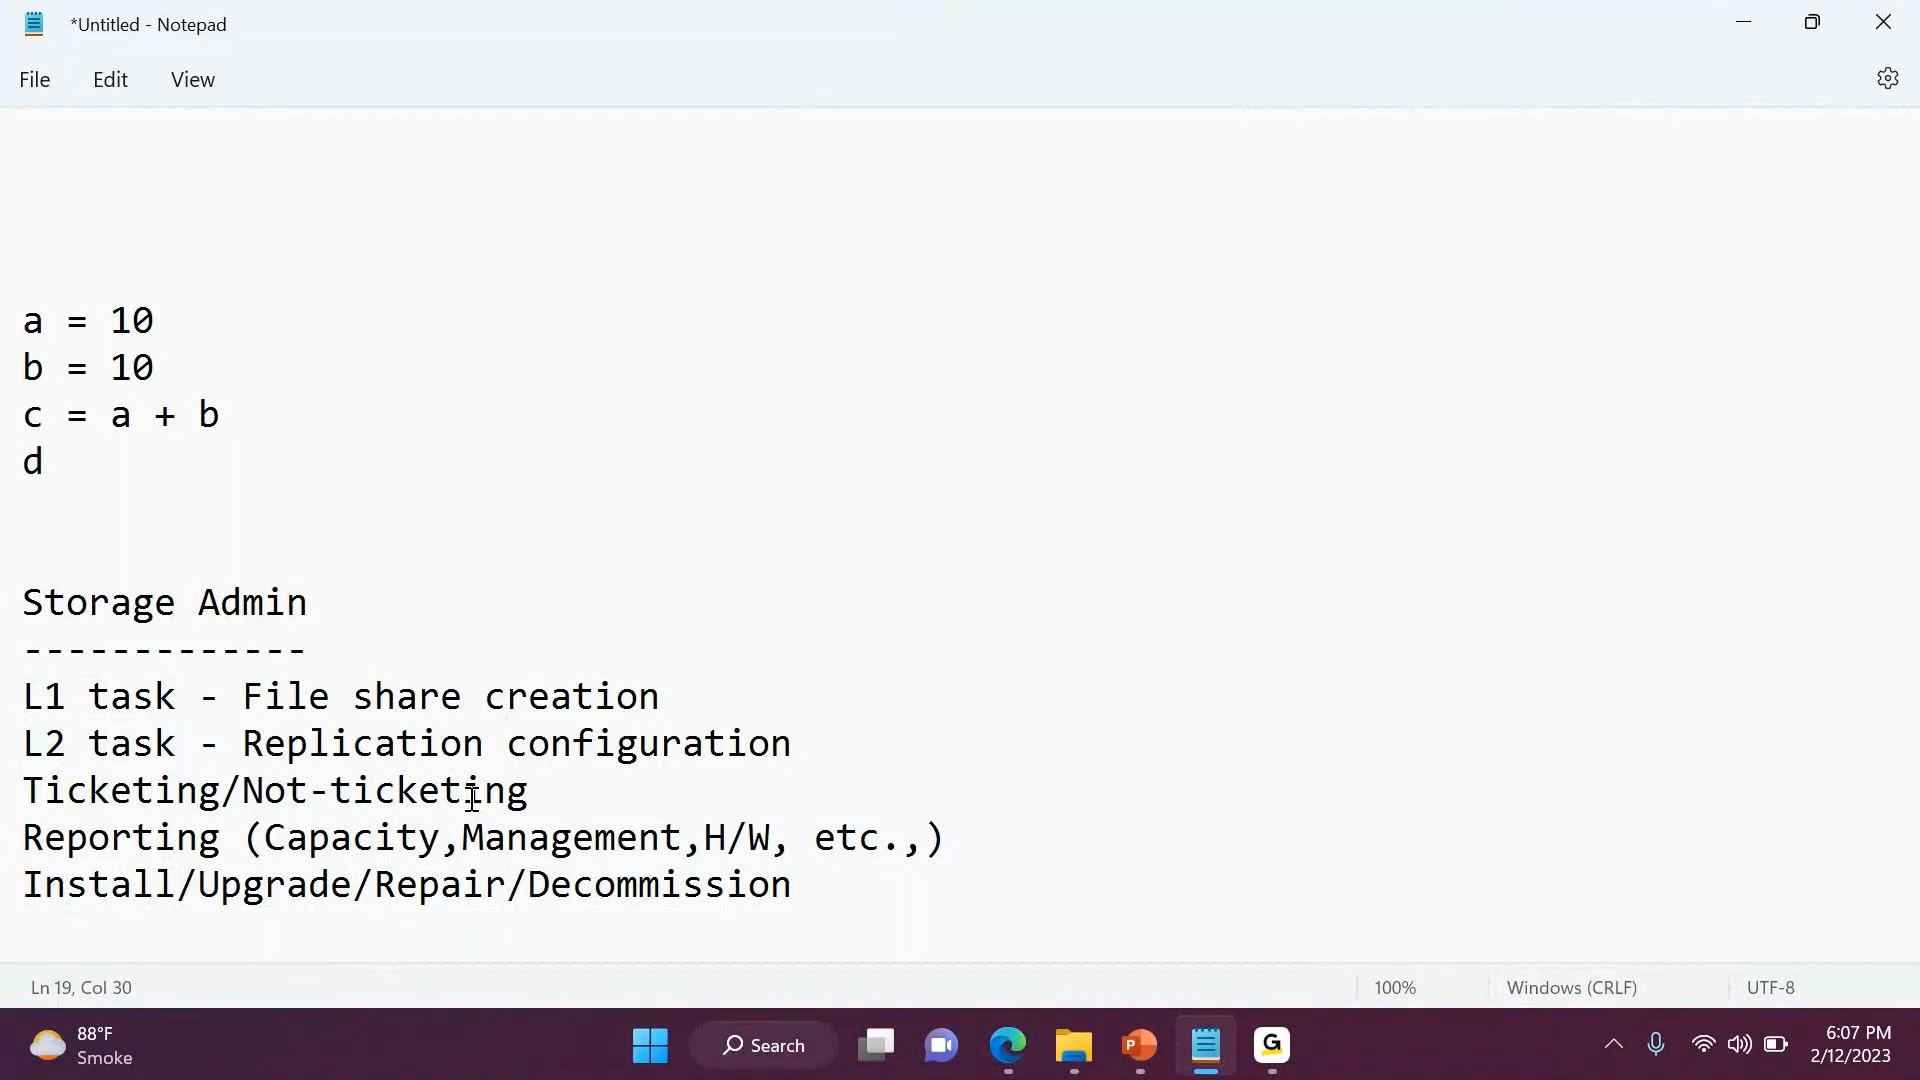 *Untitled - Notepad
File Edit View
a = 10
b = 10
c = a + b
d
Storage Admin
-------------
L1 task - File share creation
L2 task - Replication configuration
Ticketing/Not-ticketing
Reporting (Capacity,Management,H/W, etc.,)
Install/Upgrade/Repair/Decommission
Ln 19, Col 30 100% Windows (CRLF) UTF-8
88°F
Smoke
Search
P
G
6:07 PM
2/12/2023